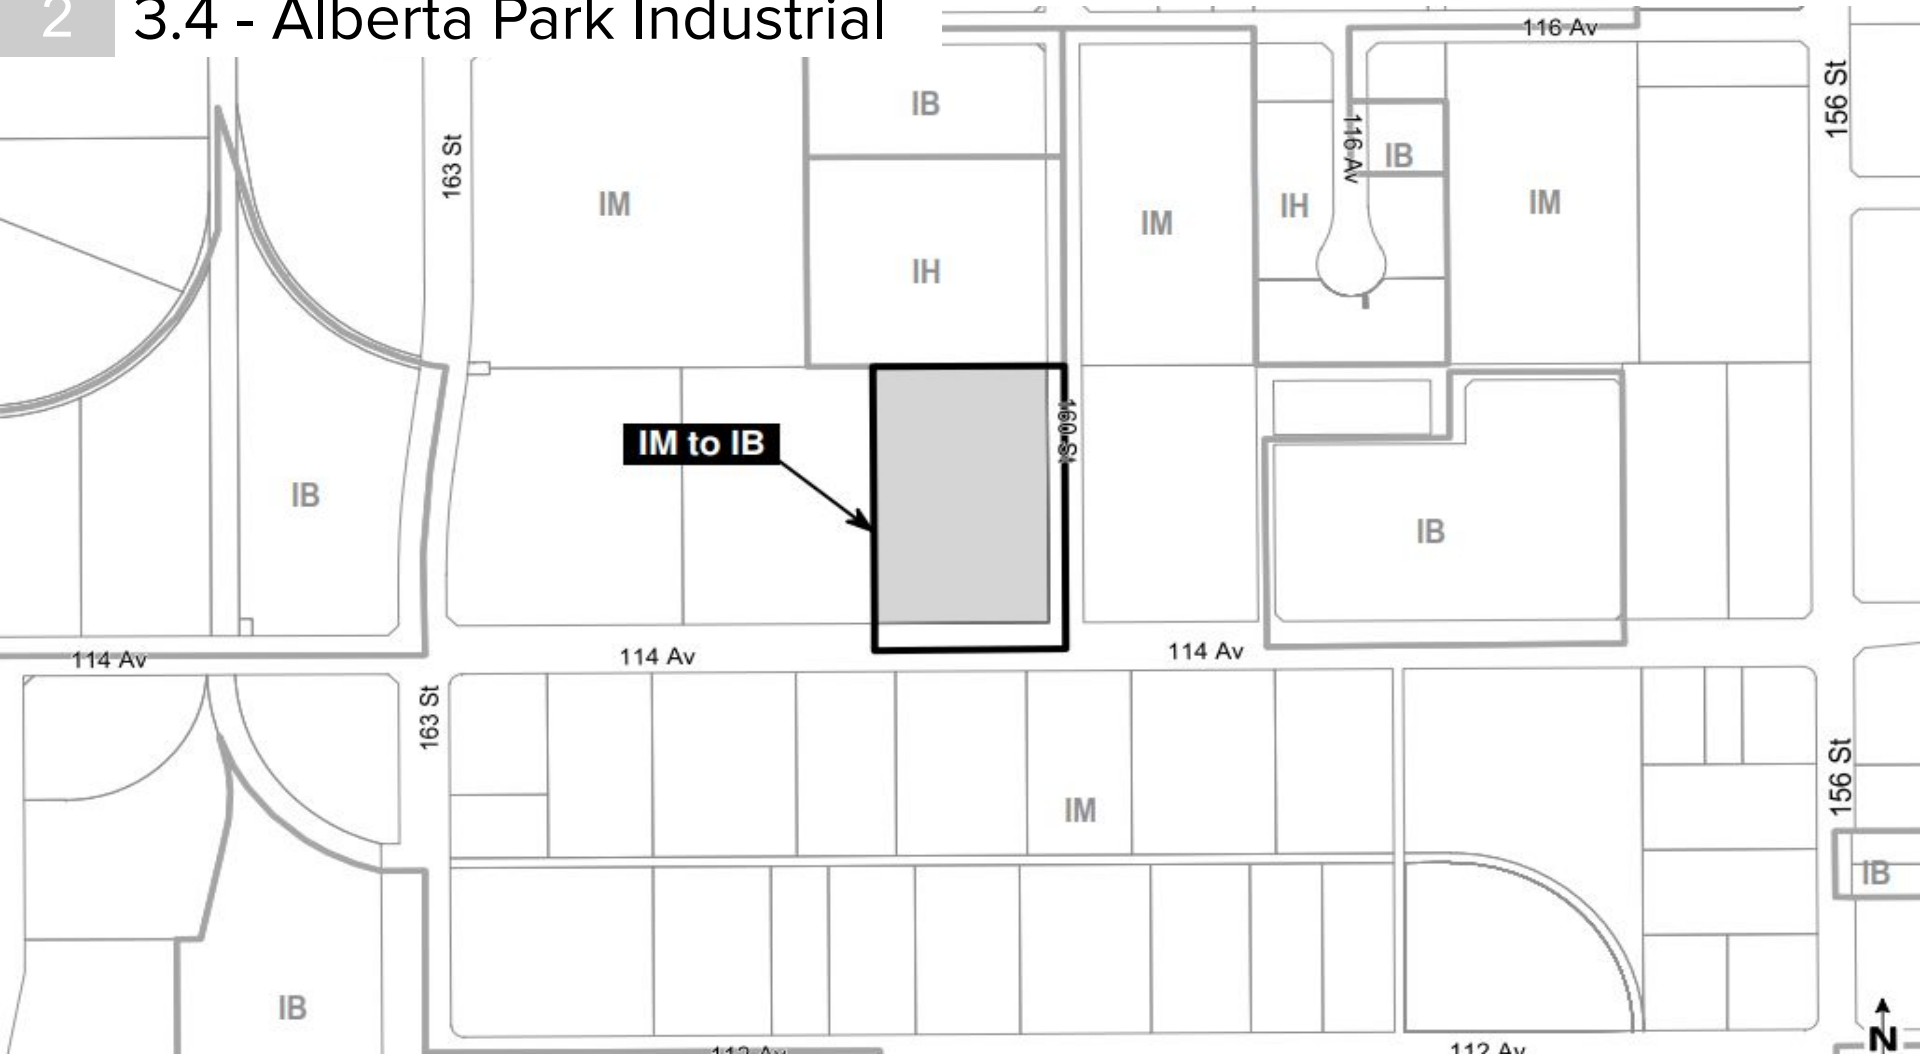 2
3.4 - Alberta Park Industrial
116 Av
156 St
163 St
IB
116 Av
IB
IM
IH
IM
IH
IM
IM to IB
160 St
IB
IB
114 Av
114 Av
114 Av
163 St
156 St
IM
IB
IB
112 Av
N